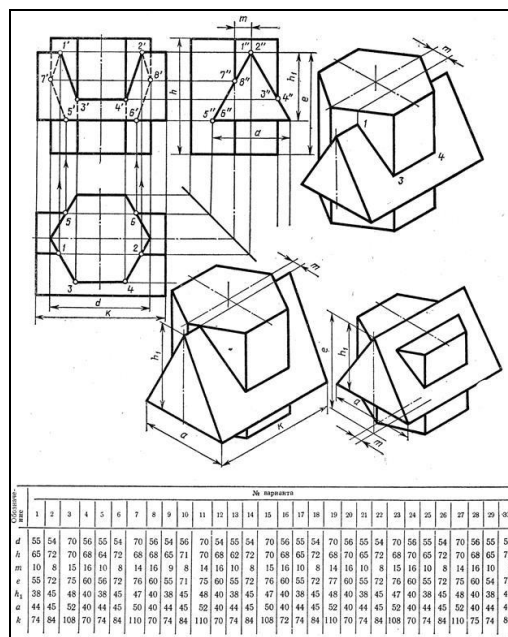 m
1' 2' 1" 2"
7' 8' 7" 8"
3' 4' 3" 4"
5' 6' 5" 6"
h h₁ e
a
m
1
3 4
5 6
1 2
3 4
d
к
m
h₁
a к
e h₁
a
m
Обозначе-
ние
№ варианта
1 2 3 4 5 6 7 8 9 10 11 12 13 14 15 16 17 18 19 20 21 22 23 24 25 26 27 28 29
d 55 54 70 56 55 54 70 56 54 56 70 54 55 54 70 56 55 54 70 56 55 54 70 56 55 54 70 56 55
h 65 72 70 68 64 72 68 68 65 71 70 68 62 72 70 68 65 72 68 70 65 72 68 70 65 72 70 68 65
m 10 8 15 16 10 8 14 16 9 8 14 16 10 8 15 16 10 8 14 16 10 8 15 16 10 8 14 16 10
e 55 72 75 60 56 72 76 60 55 71 75 60 55 72 76 60 55 72 77 60 55 72 76 60 55 72 75 60 55
h₁ 38 45 48 40 38 45 47 40 38 45 48 40 38 45 47 40 38 45 48 40 38 45 47 40 38 45 48 40 38
a 44 45 52 40 44 45 50 40 44 45 52 40 44 45 50 40 44 45 52 40 44 45 50 40 44 45 52 40 44
k 74 84 108 70 74 84 110 70 74 84 110 70 74 84 108 72 74 84 110 70 74 84 108 70 74 84 110 75 74